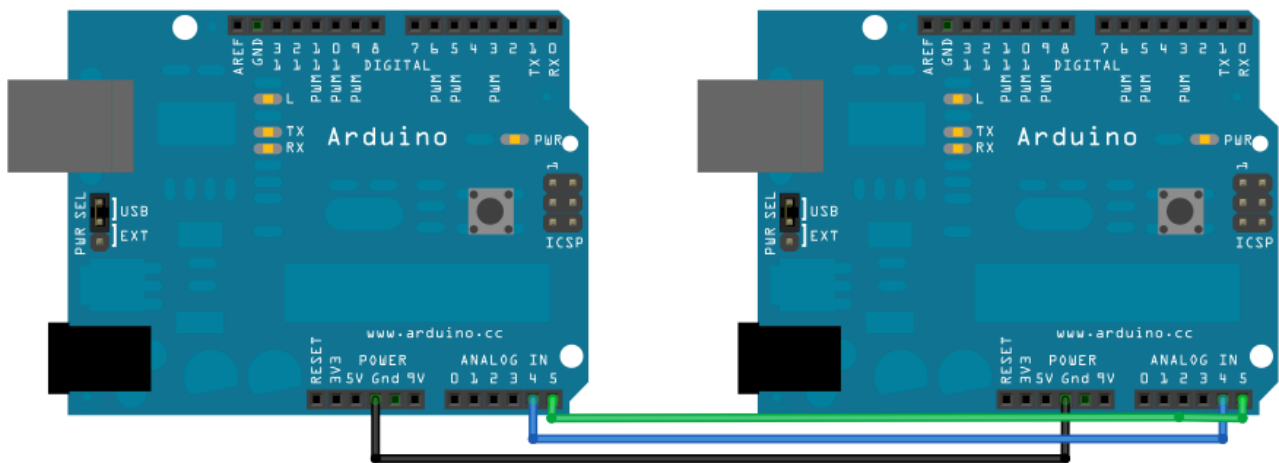 AREF
GND
13
12
11
10
9
8
7
6
5
4
3
2
1
0
TX
RX
DIGITAL
PWM
PWM
PWM
PWM
PWM
PWM
L
TX
RX
Arduino
PWR
1
PWR SEL
USB
EXT
ICSP
www.arduino.cc
RESET
3V3
POWER
5V Gnd 9V
ANALOG IN
0 1 2 3 4 5
AREF
GND
13
12
11
10
9
8
7
6
5
4
3
2
1
0
TX
RX
DIGITAL
PWM
PWM
PWM
PWM
PWM
PWM
L
TX
RX
Arduino
PWR
1
PWR SEL
USB
EXT
ICSP
www.arduino.cc
RESET
3V3
POWER
5V Gnd 9V
ANALOG IN
0 1 2 3 4 5